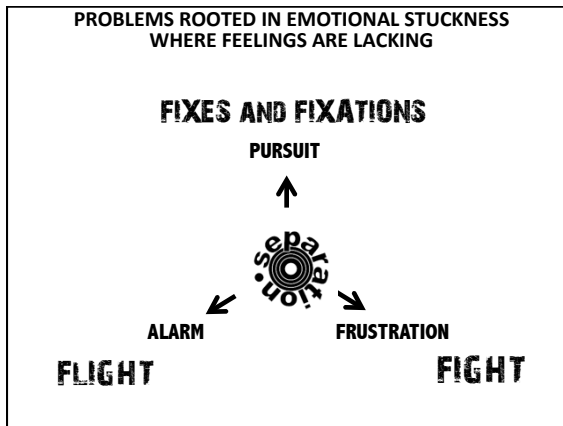 PROBLEMS ROOTED IN EMOTIONAL STUCKNESS
WHERE FEELINGS ARE LACKING
FIXES AND FIXATIONS
PURSUIT
separation
ALARM
FRUSTRATION
FLIGHT
FIGHT